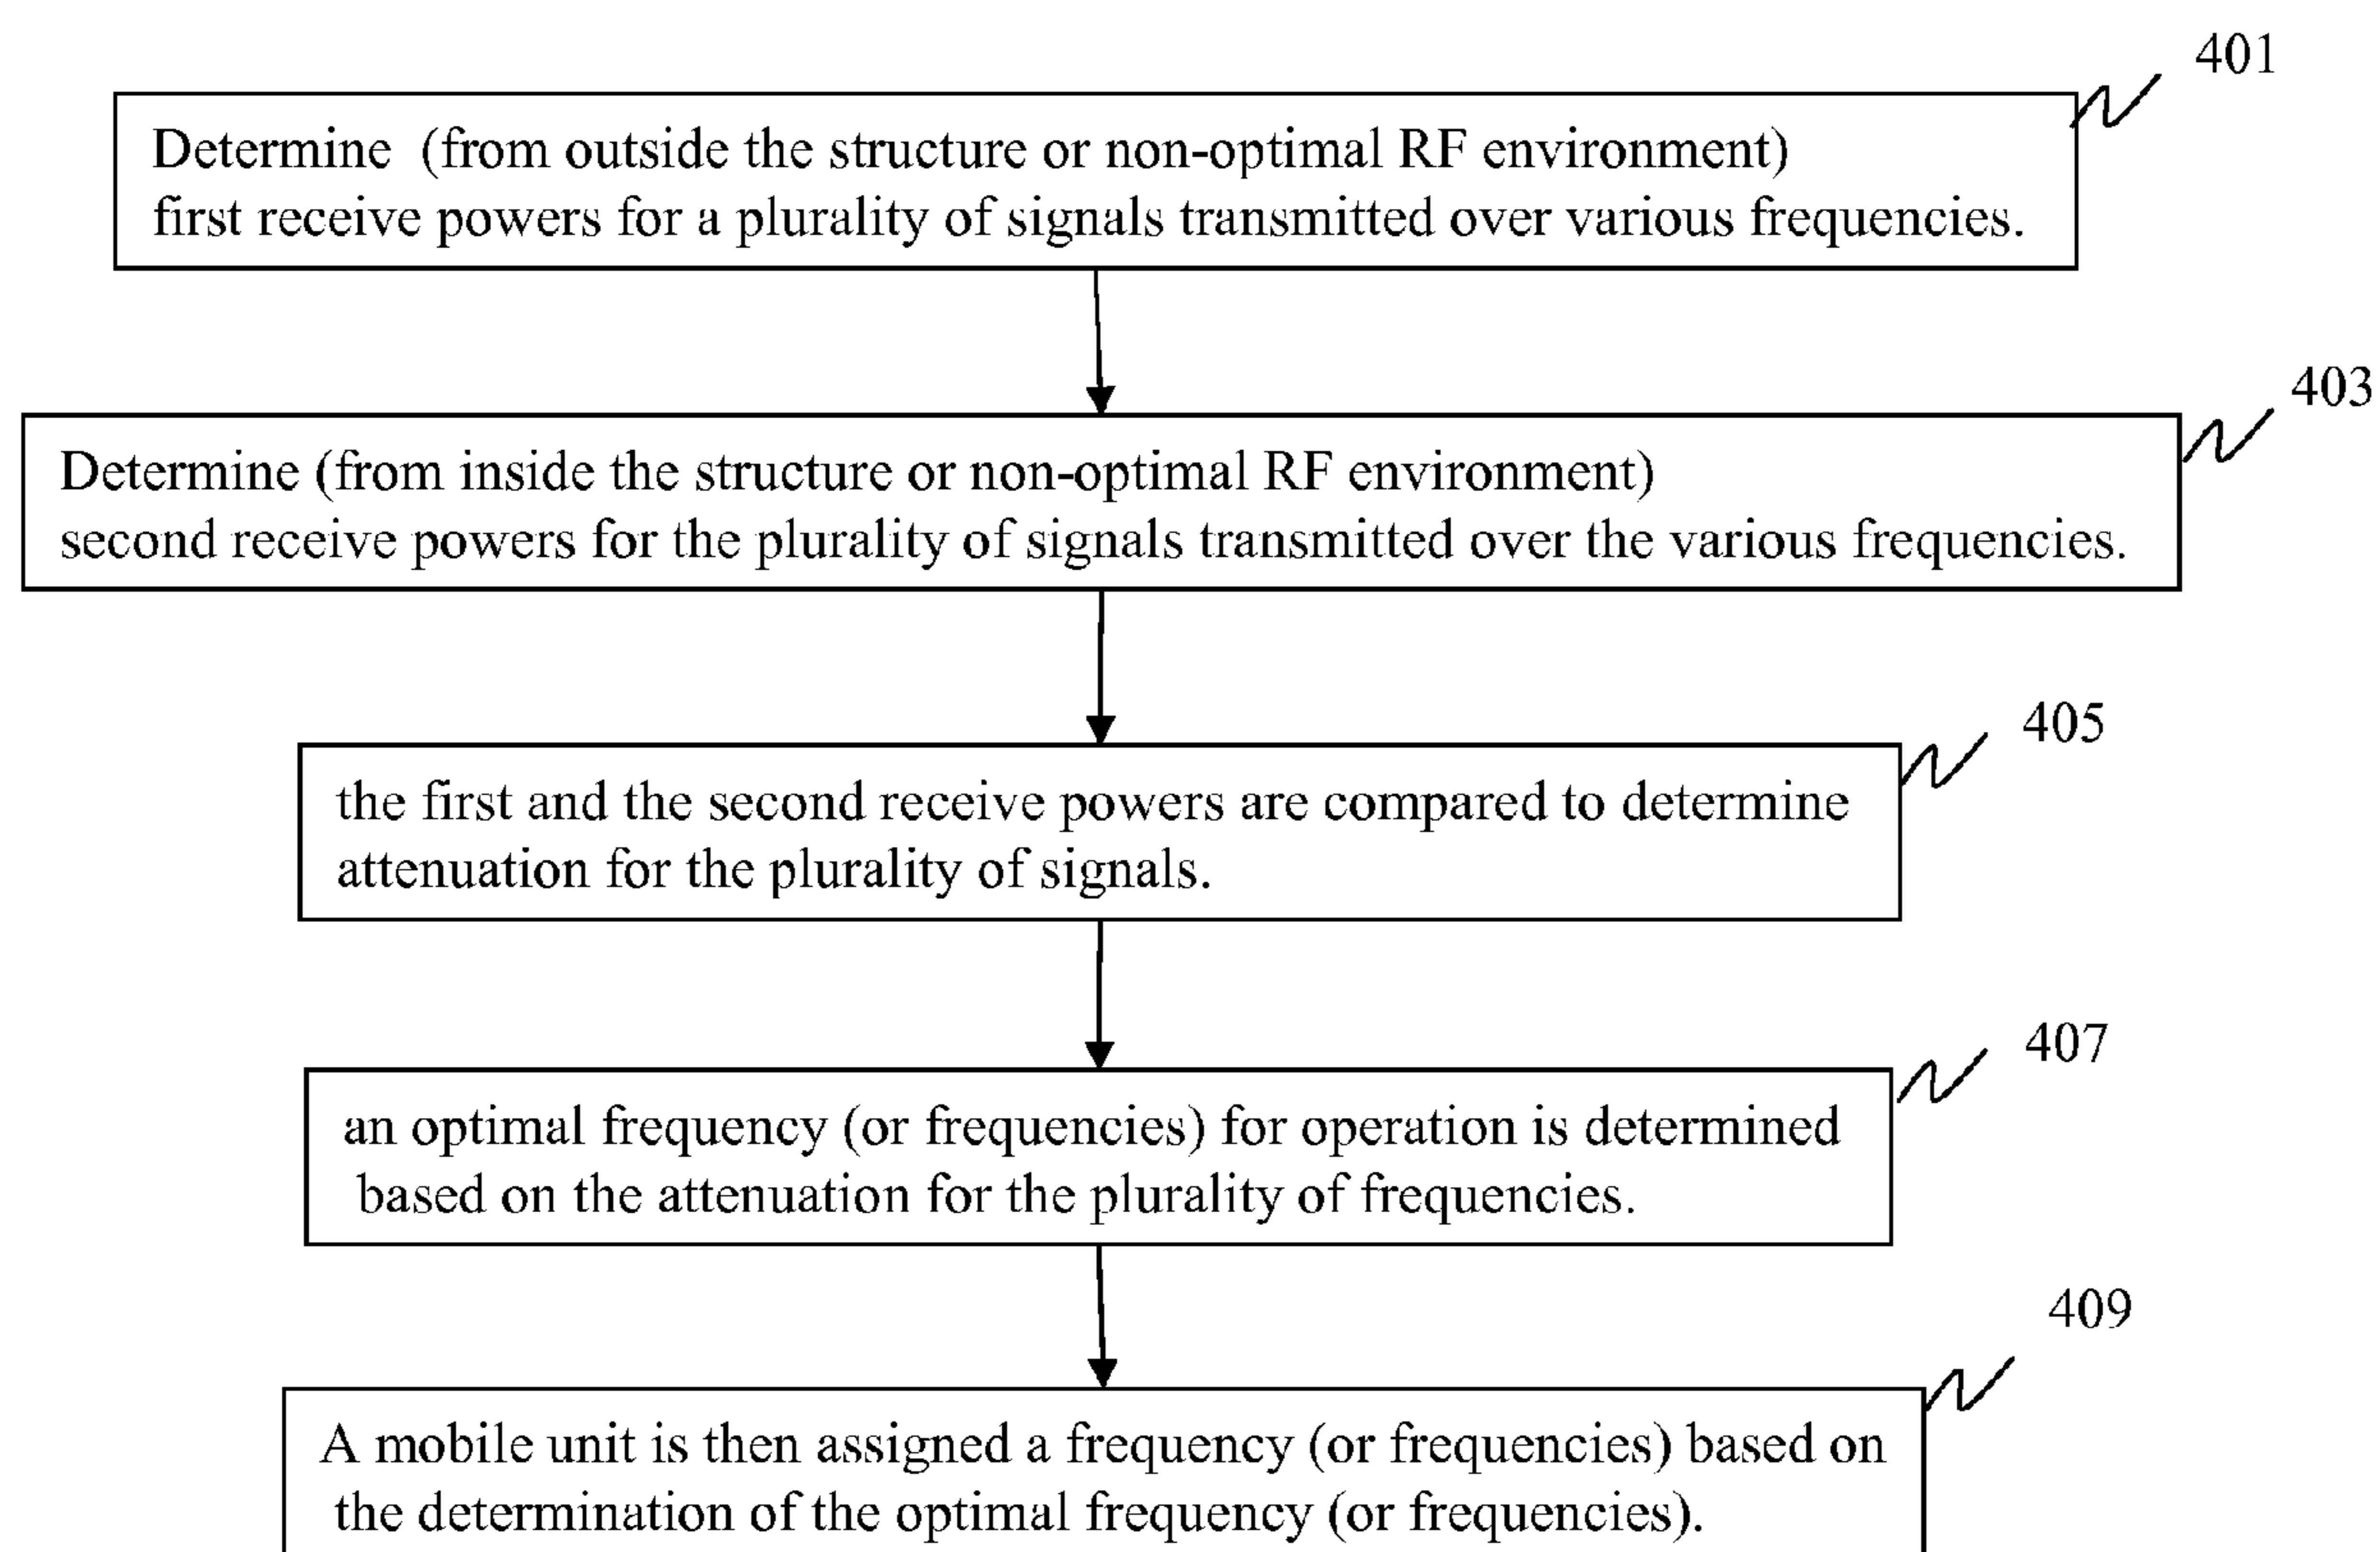 401
Determine (from outside the structure or non-optimal RF environment)
first receive powers for a plurality of signals transmitted over various frequencies.
403
Determine (from inside the structure or non-optimal RF environment)
second receive powers for the plurality of signals transmitted over the various frequencies.
405
the first and the second receive powers are compared to determine
attenuation for the plurality of signals.
407
an optimal frequency (or frequencies) for operation is determined
based on the attenuation for the plurality of frequencies.
409
A mobile unit is then assigned a frequency (or frequencies) based on
the determination of the optimal frequency (or frequencies).